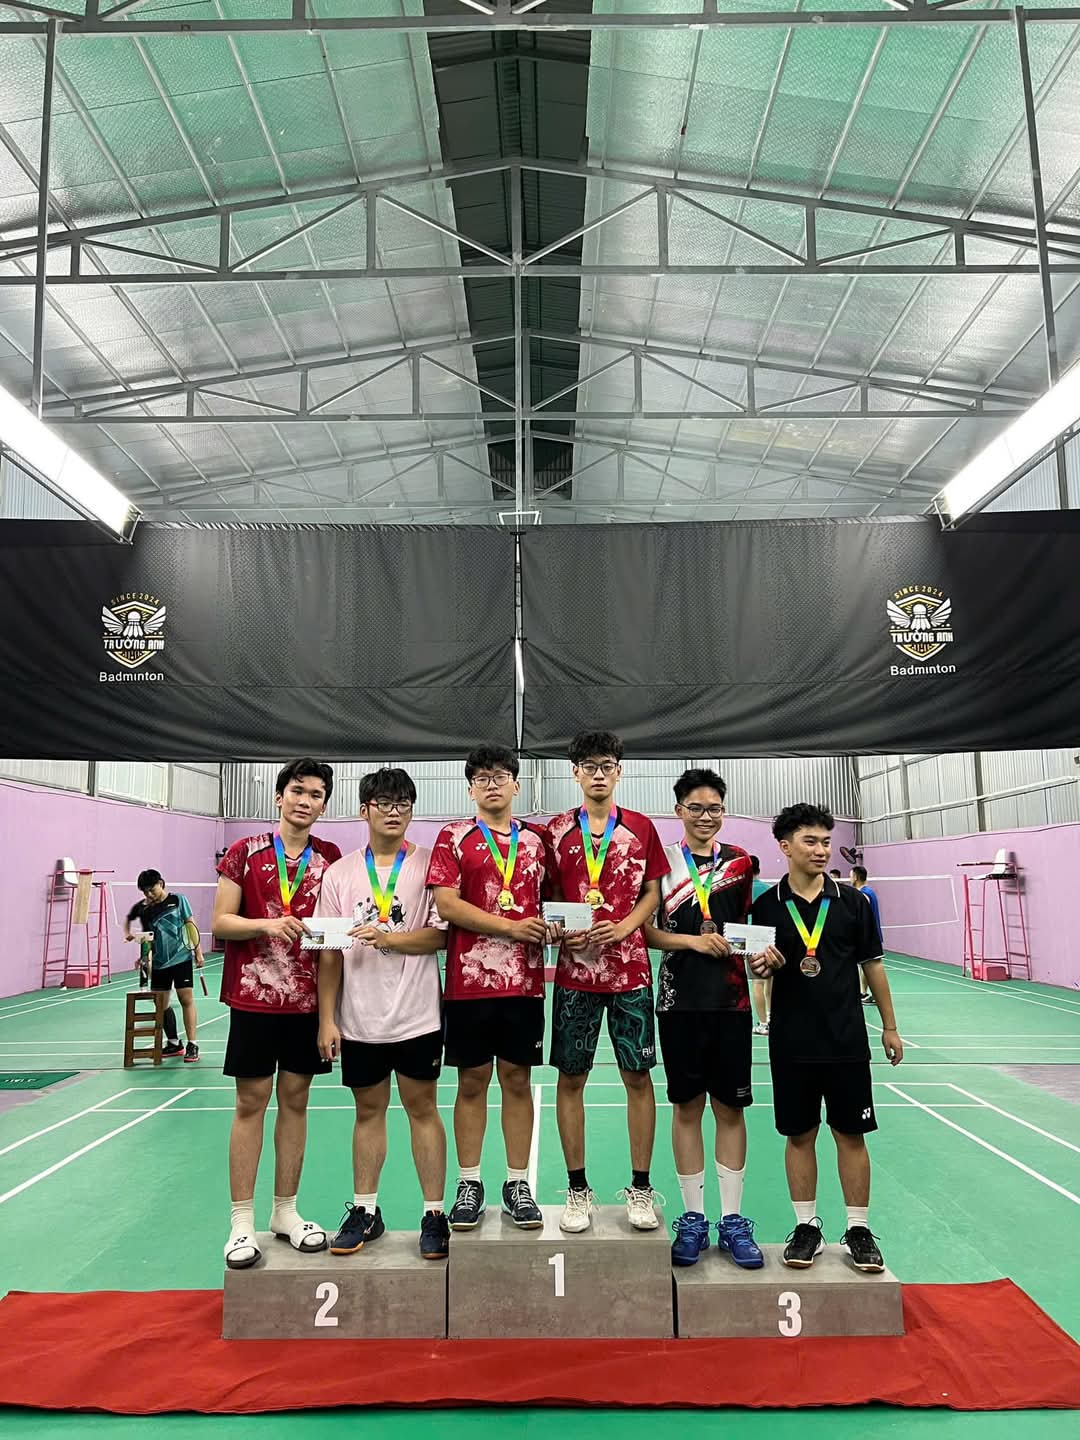 SINCE 2024
TRƯỜNG ANH
Badminton
SINCE 2024
TRƯỜNG ANH
Badminton
2
1
3